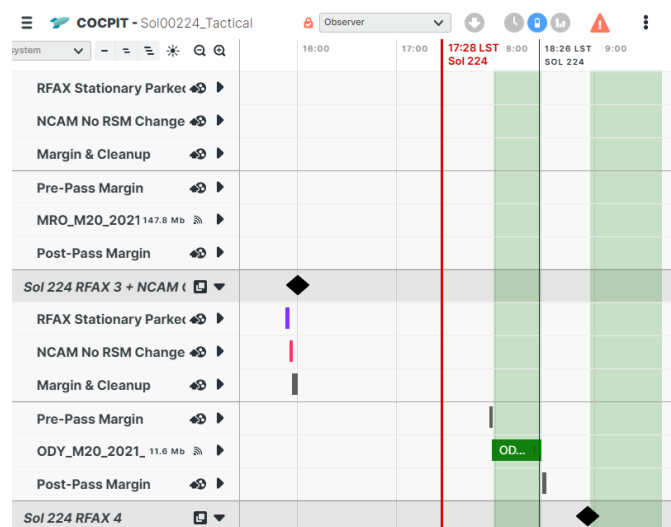 COCPIT - Sol00224_Tactical
Observer
ystem
16:00
17:00
17:28 LST
Sol 224
8:00
18:26 LST
SOL 224
9:00
RFAX Stationary Parke
NCAM No RSM Change
Margin & Cleanup
Pre-Pass Margin
MRO_M20_2021 147.8 Mb
Post-Pass Margin
Sol 224 RFAX 3 + NCAM
RFAX Stationary Parke
NCAM No RSM Change
Margin & Cleanup
Pre-Pass Margin
ODY_M20_2021_ 11.6 Mb
OD...
Post-Pass Margin
Sol 224 RFAX 4